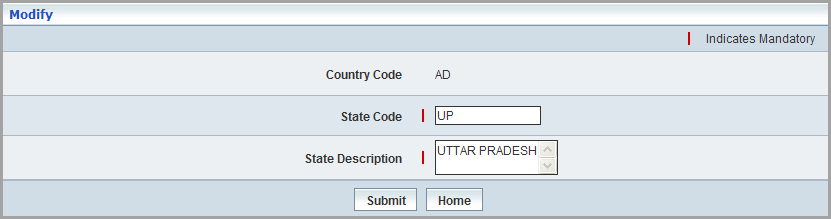 Modify
Indicates Mandatory
Country Code AD
State Code UP
State Description UTTAR PRADESH
Submit Home